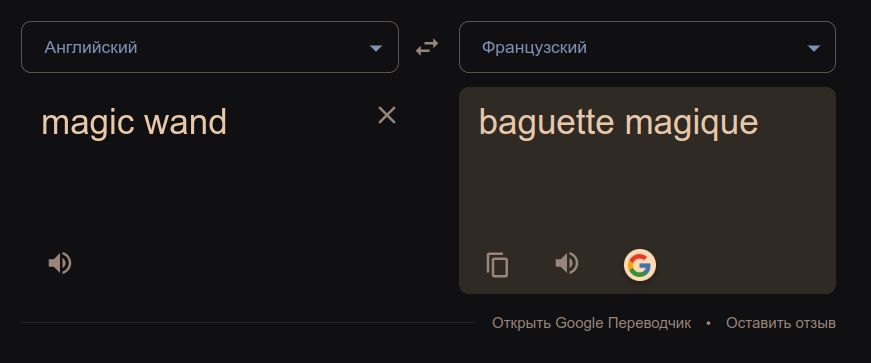 Английский
Французский
magic wand
baguette magique
Открыть Google Переводчик • Оставить отзыв